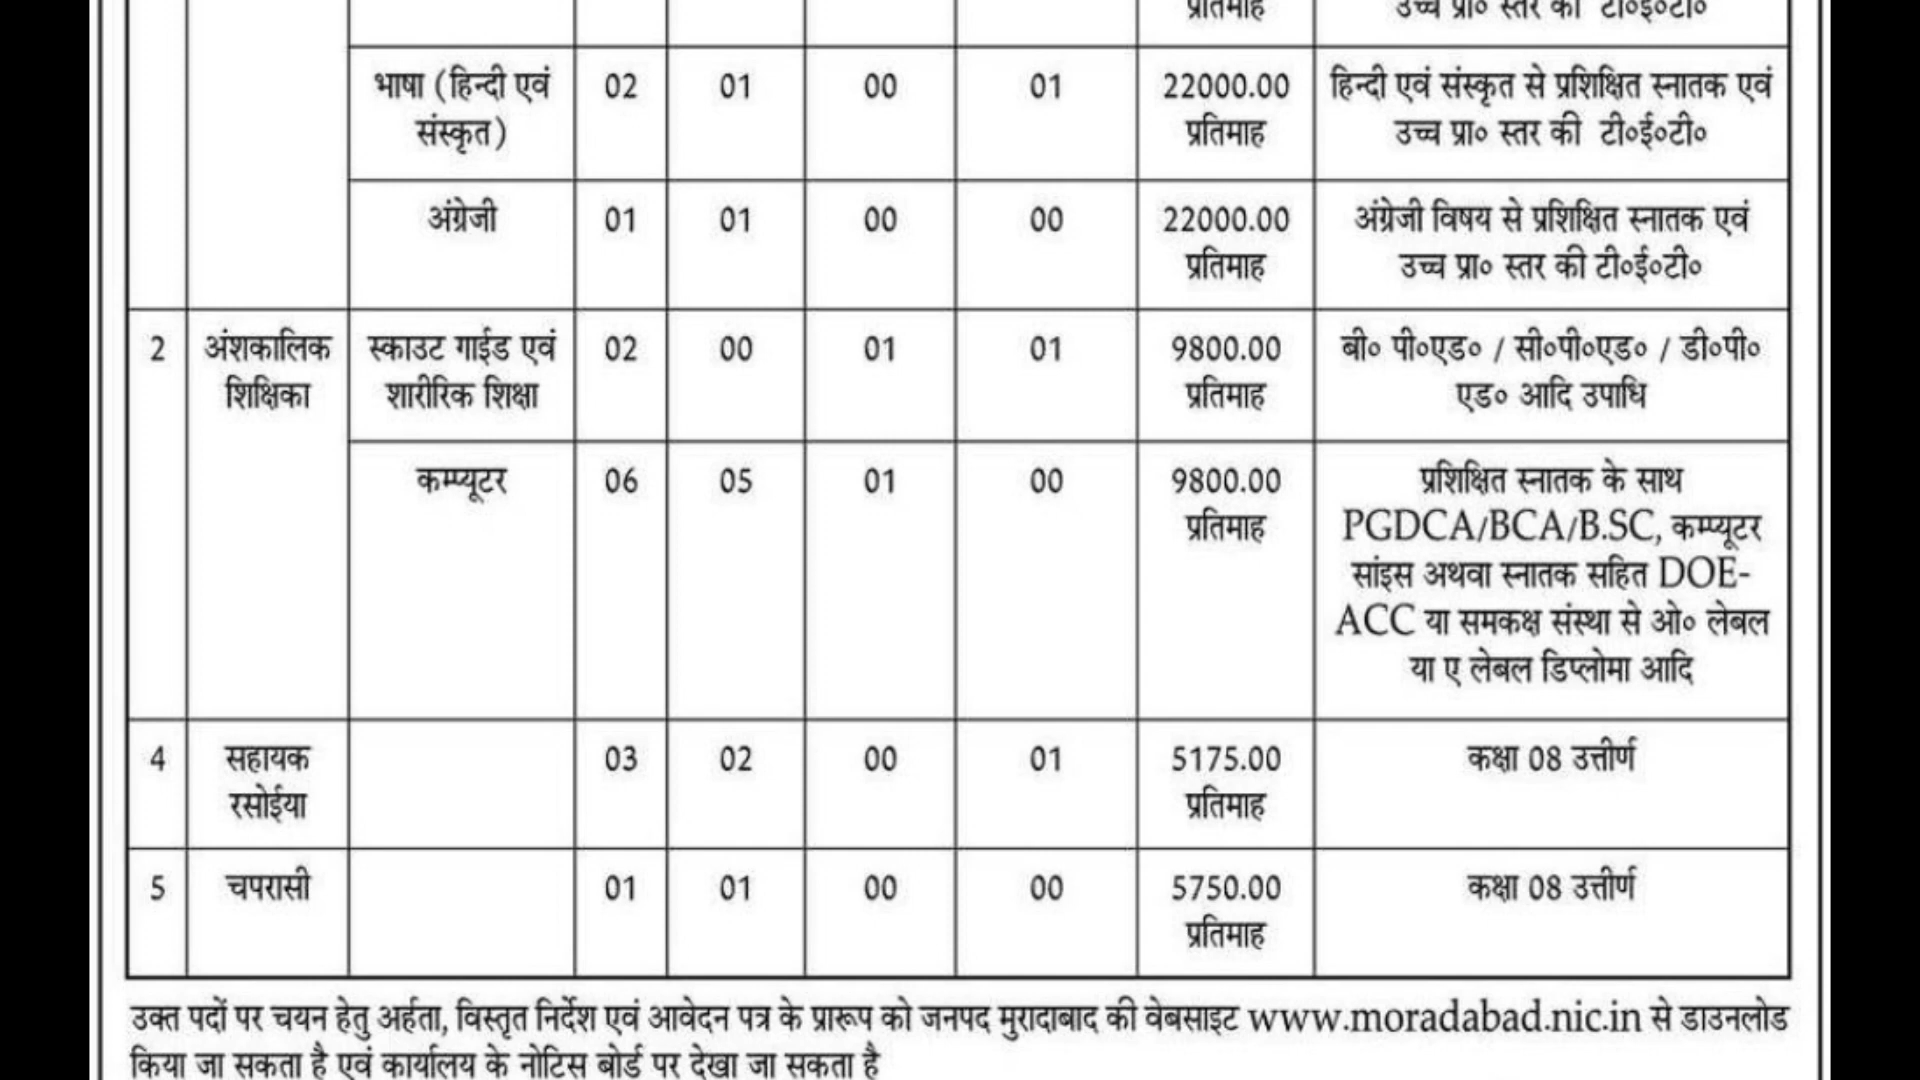 प्रतिमाह उच्च प्रा० स्तर की टी०ई०टी०
भाषा (हिन्दी एवं 02 01 00 01 22000.00 हिन्दी एवं संस्कृत से प्रशिक्षित स्नातक एवं
संस्कृत) प्रतिमाह उच्च प्रा० स्तर की टी०ई०टी०
अंग्रेजी 01 01 00 00 22000.00 अंग्रेजी विषय से प्रशिक्षित स्नातक एवं
प्रतिमाह उच्च प्रा० स्तर की टी०ई०टी०
2 अंशकालिक स्काउट गाईड एवं 02 00 01 01 9800.00 बी० पी०एड० / सी०पी०एड० / डी०पी०
शिक्षिका शारीरिक शिक्षा प्रतिमाह एड० आदि उपाधि
कम्प्यूटर 06 05 01 00 9800.00 प्रशिक्षित स्नातक के साथ
प्रतिमाह PGDCA/BCA/B.SC, कम्प्यूटर
सांइस अथवा स्नातक सहित DOE-
ACC या समकक्ष संस्था से ओ० लेबल
या ए लेबल डिप्लोमा आदि
4 सहायक 03 02 00 01 5175.00 कक्षा 08 उत्तीर्ण
रसोईया प्रतिमाह
5 चपरासी 01 01 00 00 5750.00 कक्षा 08 उत्तीर्ण
प्रतिमाह
उक्त पदों पर चयन हेतु अर्हता, विस्तृत निर्देश एवं आवेदन पत्र के प्रारूप को जनपद मुरादाबाद की वेबसाइट www.moradabad.nic.in से डाउनलोड
किया जा सकता है एवं कार्यालय के नोटिस बोर्ड पर देखा जा सकता है